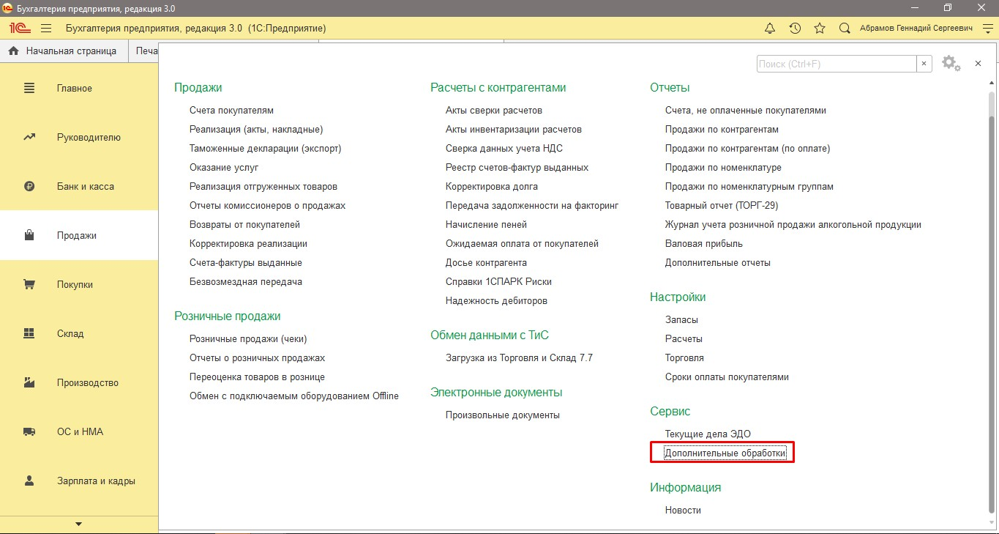 Бухгалтерия предприятия, редакция 3.0
1С Бухгалтерия предприятия, редакция 3.0 (1С:Предприятие)
Абрамов Геннадий Сергеевич
Начальная страница
Печа
Поиск (Ctrl+F)
Главное
Руководителю
Банк и касса
Продажи
Покупки
Склад
Производство
ОС и НМА
Зарплата и кадры
Продажи
Счета покупателям
Реализация (акты, накладные)
Таможенные декларации (экспорт)
Оказание услуг
Реализация отгруженных товаров
Отчеты комиссионеров о продажах
Возвраты от покупателей
Корректировка реализации
Счета-фактуры выданные
Безвозмездная передача
Розничные продажи
Розничные продажи (чеки)
Отчеты о розничных продажах
Переоценка товаров в рознице
Обмен с подключаемым оборудованием Offline
Расчеты с контрагентами
Акты сверки расчетов
Акты инвентаризации расчетов
Сверка данных учета НДС
Реестр счетов-фактур выданных
Корректировка долга
Передача задолженности на факторинг
Начисление пеней
Ожидаемая оплата от покупателей
Досье контрагента
Справки 1СПАРК Риски
Надежность дебиторов
Обмен данными с ТиС
Загрузка из Торговля и Склад 7.7
Электронные документы
Произвольные документы
Отчеты
Счета, не оплаченные покупателями
Продажи по контрагентам
Продажи по контрагентам (по оплате)
Продажи по номенклатуре
Продажи по номенклатурным группам
Товарный отчет (ТОРГ-29)
Журнал учета розничной продажи алкогольной продукции
Валовая прибыль
Дополнительные отчеты
Настройки
Запасы
Расчеты
Торговля
Сроки оплаты покупателями
Сервис
Текущие дела ЭДО
Дополнительные обработки
Информация
Новости